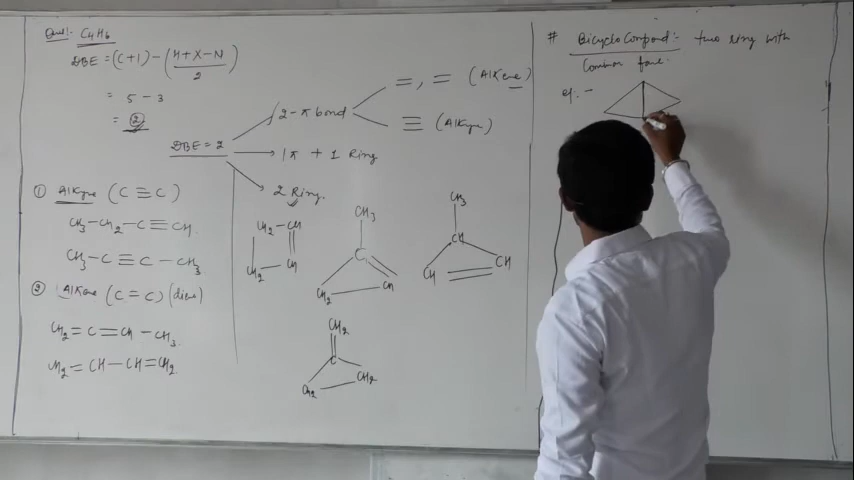 Ques1. C4H6
DBE = (C+1) - (H+X-N / 2)
= 5 - 3
= 2
DBE = 2
2-π bond
=, = (Alkene)
≡ (Alkyne)
1π + 1 Ring
2 Ring.
① Alkyne (C≡C)
CH3-CH2-C≡CH.
CH3-C≡C-CH3
② Alkene (C=C) (diene)
CH2=C=CH-CH3.
CH2=CH-CH=CH2.
CH2-CH
CH2-CH
CH3
C
CH2 CH
CH3
CH
CH CH
CH2
C
CH2 CH2
# Bicyclo Compond:- two ring with
Common face.
eg:-